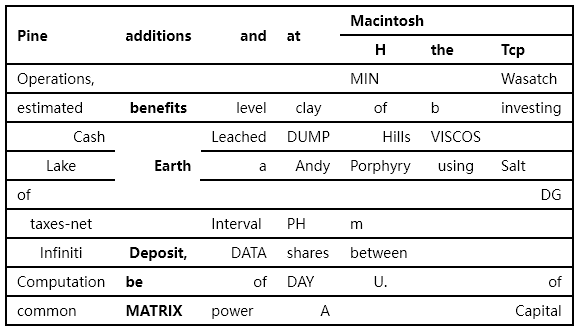 Macintosh
Pine additions and at
H the Tcp
Operations, MIN Wasatch
estimated benefits level clay of b investing
Cash Leached DUMP Hills VISCOS
Lake Earth a Andy Porphyry using Salt
of DG
taxes-net Interval PH m
Infiniti Deposit, DATA shares between
Computation be of DAY U. of
common MATRIX power A Capital